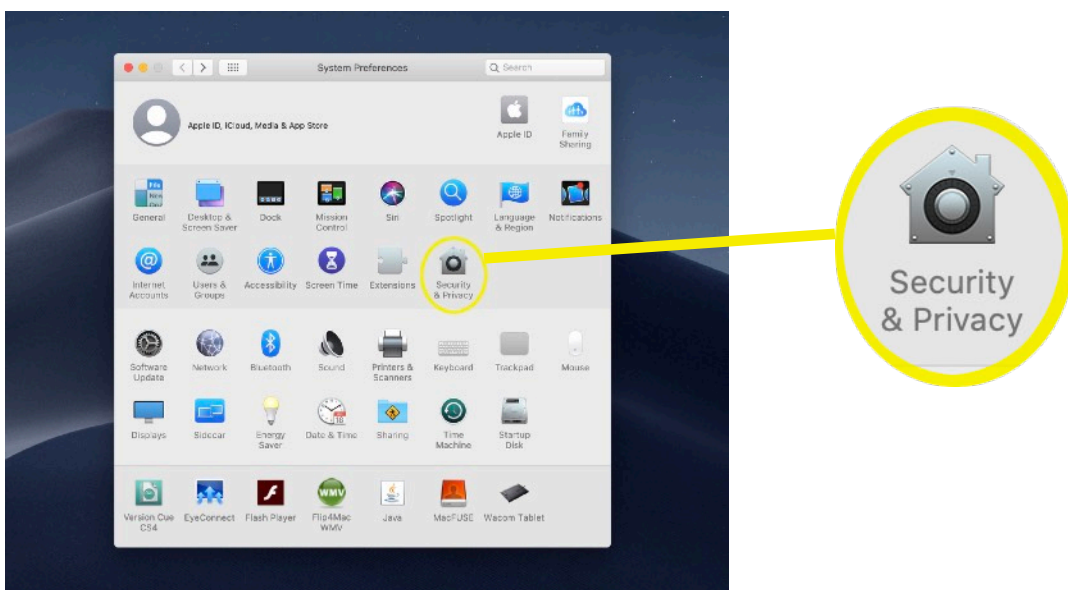 System Preferences
Search
Apple ID, iCloud, Media & App Store
Apple ID
Family
Sharing
File
New
General
Desktop &
Screen Saver
Dock
Mission
Control
Siri
Spotlight
Language
& Region
Notifications
Internet
Accounts
Users &
Groups
Accessibility
Screen Time
Extensions
Security
& Privacy
Software
Update
Network
Bluetooth
Sound
Printers &
Scanners
Keyboard
Trackpad
Mouse
Displays
Sidecar
Energy
Saver
Date & Time
Sharing
Time
Machine
Startup
Disk
WMV
Version Cue
CS4
EyeConnect
Flash Player
Flip4Mac
WMV
Java
MacFUSE
Wacom Tablet
Security
& Privacy